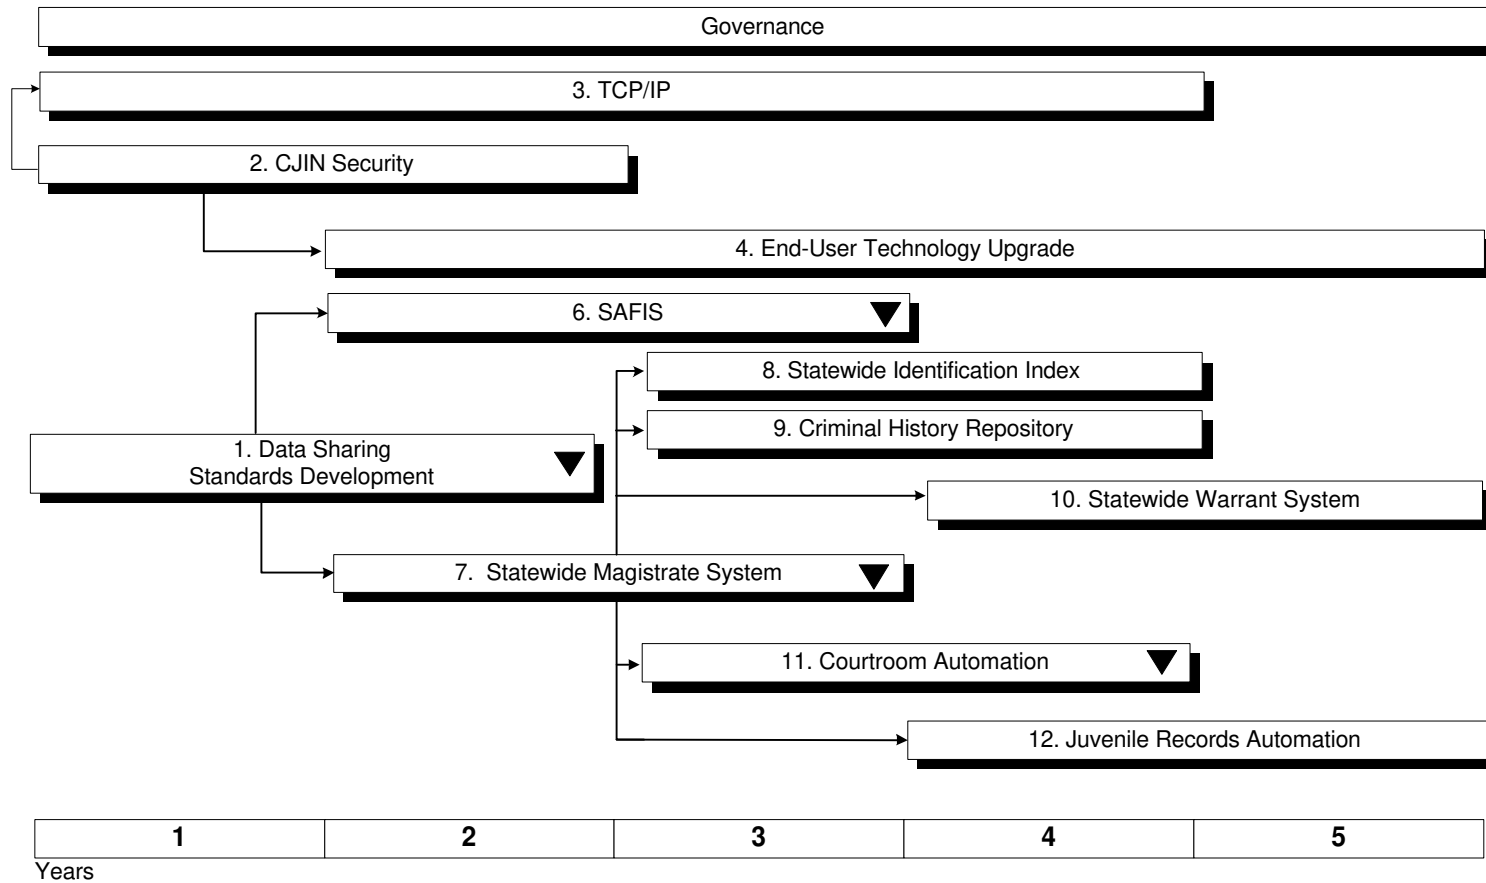 Governance
3. TCP/IP
2. CJIN Security
4. End-User Technology Upgrade
6. SAFIS
8. Statewide Identification Index
9. Criminal History Repository
1. Data Sharing
Standards Development
10. Statewide Warrant System
7. Statewide Magistrate System
11. Courtroom Automation
12. Juvenile Records Automation
1 2 3 4 5
Years